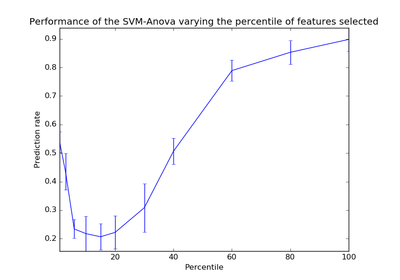 Performance of the SVM-Anova varying the percentile of features selected
0.9
0.8
0.7
0.6
0.5
0.4
0.3
0.2
Prediction rate
20 40 60 80 100
Percentile